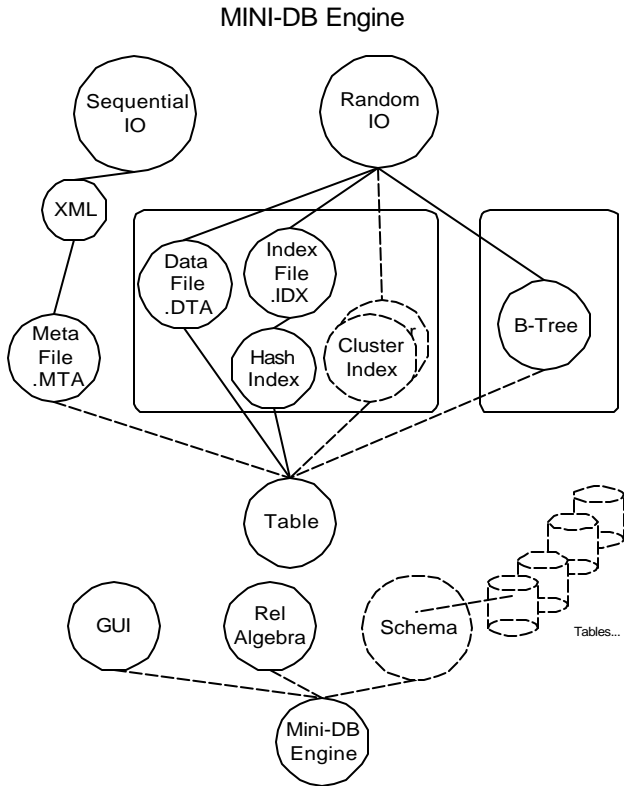 MINI-DB Engine
Sequential
IO
Random
IO
XML
Data
File
.DTA
Index
File
.IDX
Meta
File
.MTA
Hash
Index
Cluster
Index
B-Tree
Table
GUI
Rel
Algebra
Schema
Tables...
Mini-DB
Engine